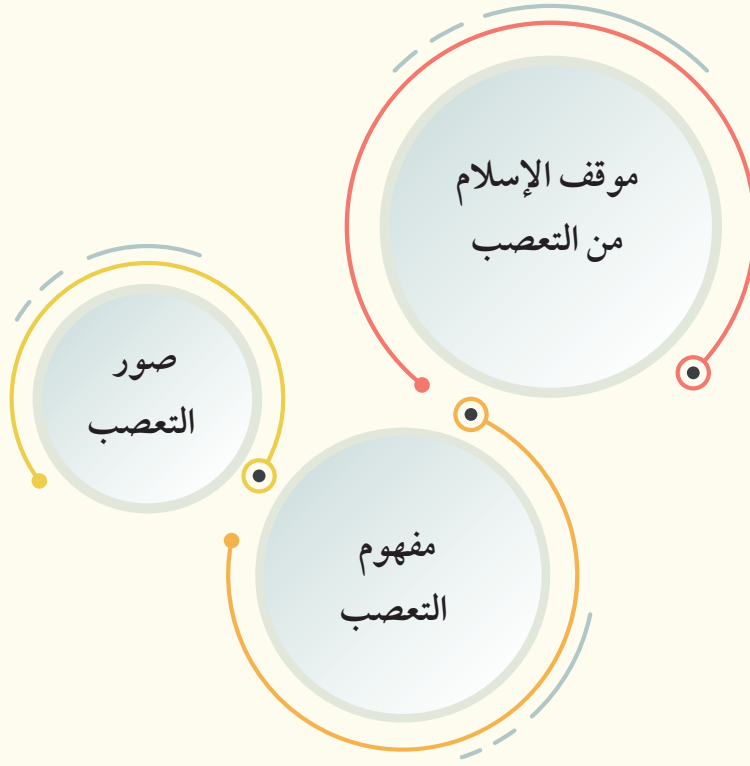 موقف الإسلام
من التعصب
صور
التعصب
مفهوم
التعصب